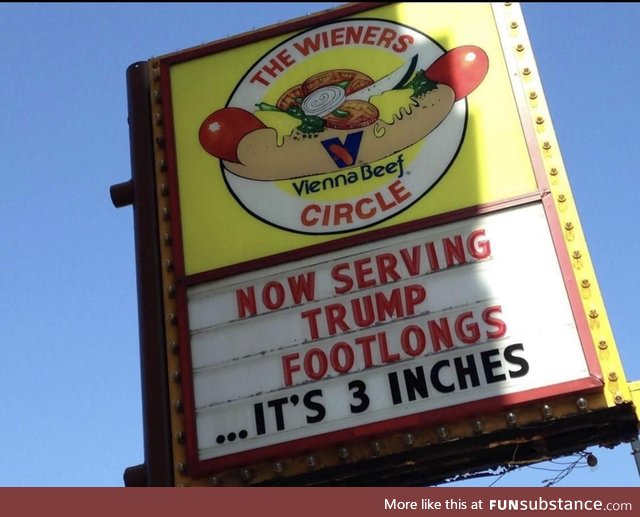 THE WIENERS
Vienna Beef
CIRCLE
NOW SERVING
TRUMP
FOOTLONGS
...IT'S 3 INCHES
More like this at FUNsubstance.com